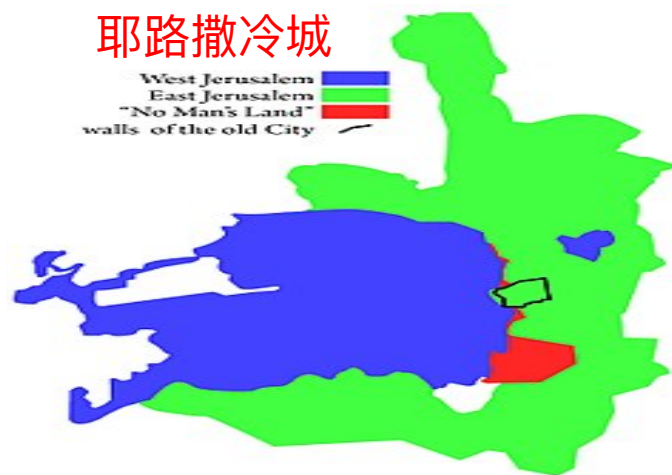 耶路撒冷城
West Jerusalem
East Jerusalem
"No Man's Land"
walls of the old City